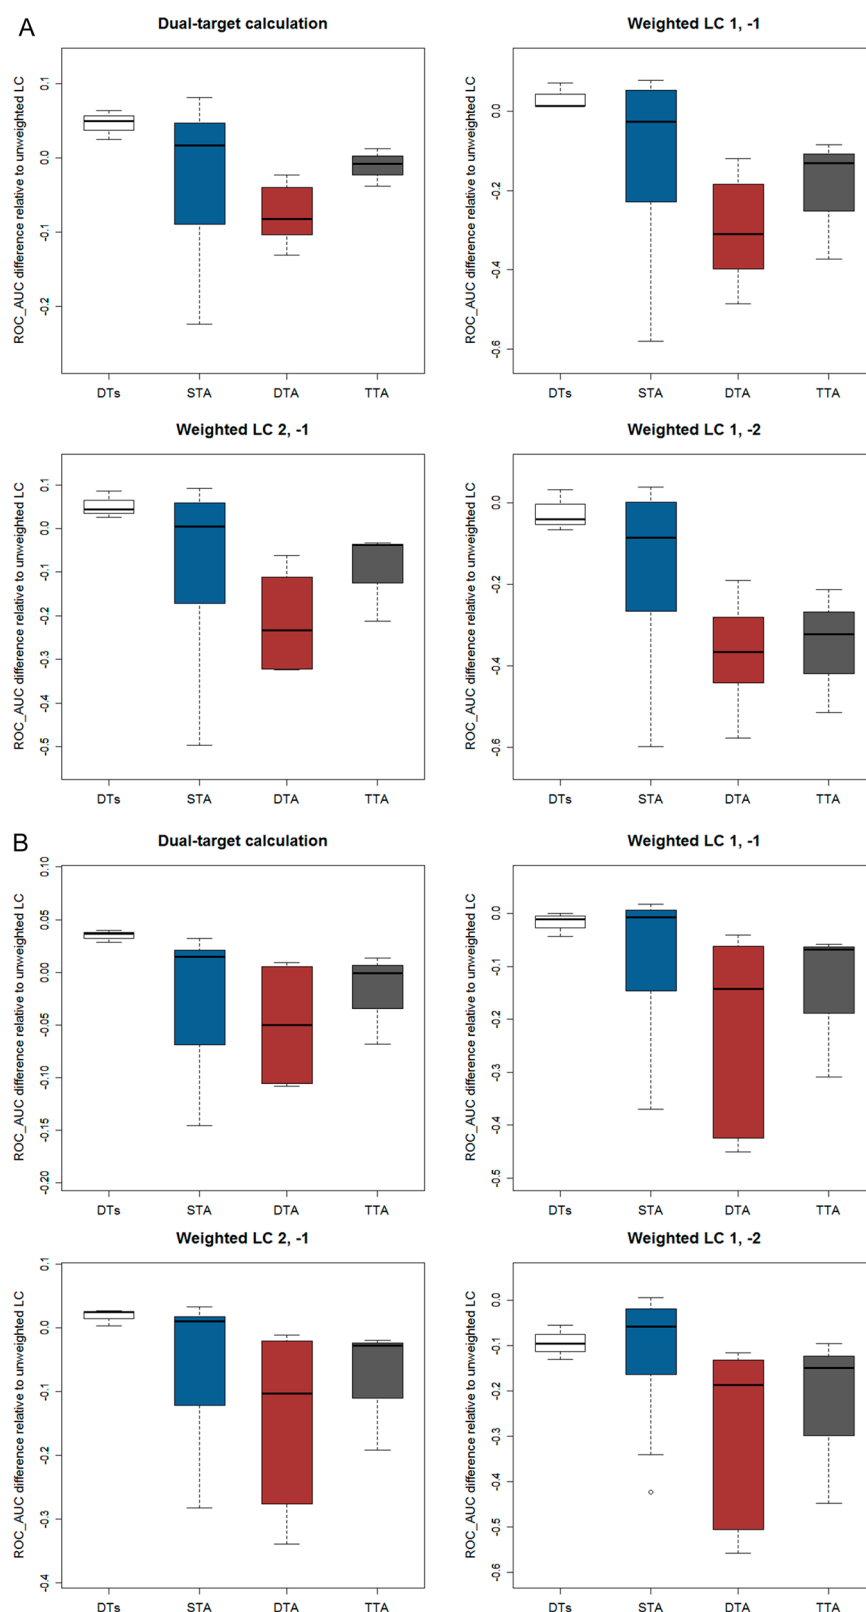 A
Dual-target calculation
ROC_AUC difference relative to unweighted LC
0.1
0.0
-0.1
-0.2
DTs STA DTA TTA
Weighted LC 1, -1
ROC_AUC difference relative to unweighted LC
0.0
-0.2
-0.4
-0.6
DTs STA DTA TTA
Weighted LC 2, -1
ROC_AUC difference relative to unweighted LC
0.1
0.0
-0.1
-0.2
-0.3
-0.4
-0.5
DTs STA DTA TTA
Weighted LC 1, -2
ROC_AUC difference relative to unweighted LC
0.0
-0.2
-0.4
-0.6
DTs STA DTA TTA
B
Dual-target calculation
ROC_AUC difference relative to unweighted LC
0.10
0.05
0.00
-0.05
-0.10
-0.15
-0.20
DTs STA DTA TTA
Weighted LC 1, -1
ROC_AUC difference relative to unweighted LC
0.0
-0.1
-0.2
-0.3
-0.4
-0.5
DTs STA DTA TTA
Weighted LC 2, -1
ROC_AUC difference relative to unweighted LC
0.1
0.0
-0.1
-0.2
-0.3
-0.4
DTs STA DTA TTA
Weighted LC 1, -2
ROC_AUC difference relative to unweighted LC
0.0
-0.1
-0.2
-0.3
-0.4
-0.5
-0.6
DTs STA DTA TTA